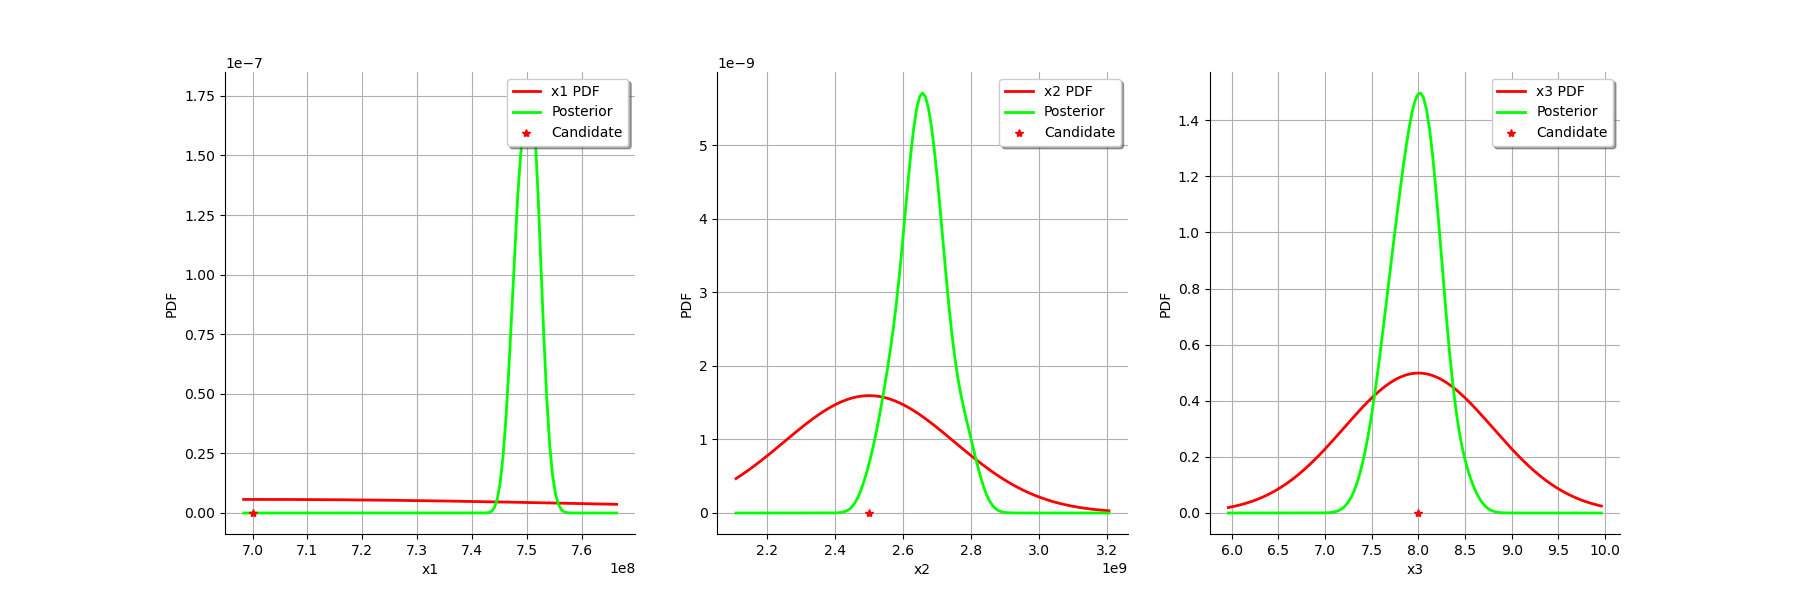 1e−7
1.75
1.50
1.25
1.00
0.75
0.50
0.25
0.00
PDF
7.0 7.1 7.2 7.3 7.4 7.5 7.6
1e8
x1
x1 PDF
Posterior
Candidate
1e−9
5
4
3
2
1
0
PDF
2.2 2.4 2.6 2.8 3.0 3.2
1e9
x2
x2 PDF
Posterior
Candidate
1.4
1.2
1.0
0.8
0.6
0.4
0.2
0.0
PDF
6.0 6.5 7.0 7.5 8.0 8.5 9.0 9.5 10.0
x3
x3 PDF
Posterior
Candidate